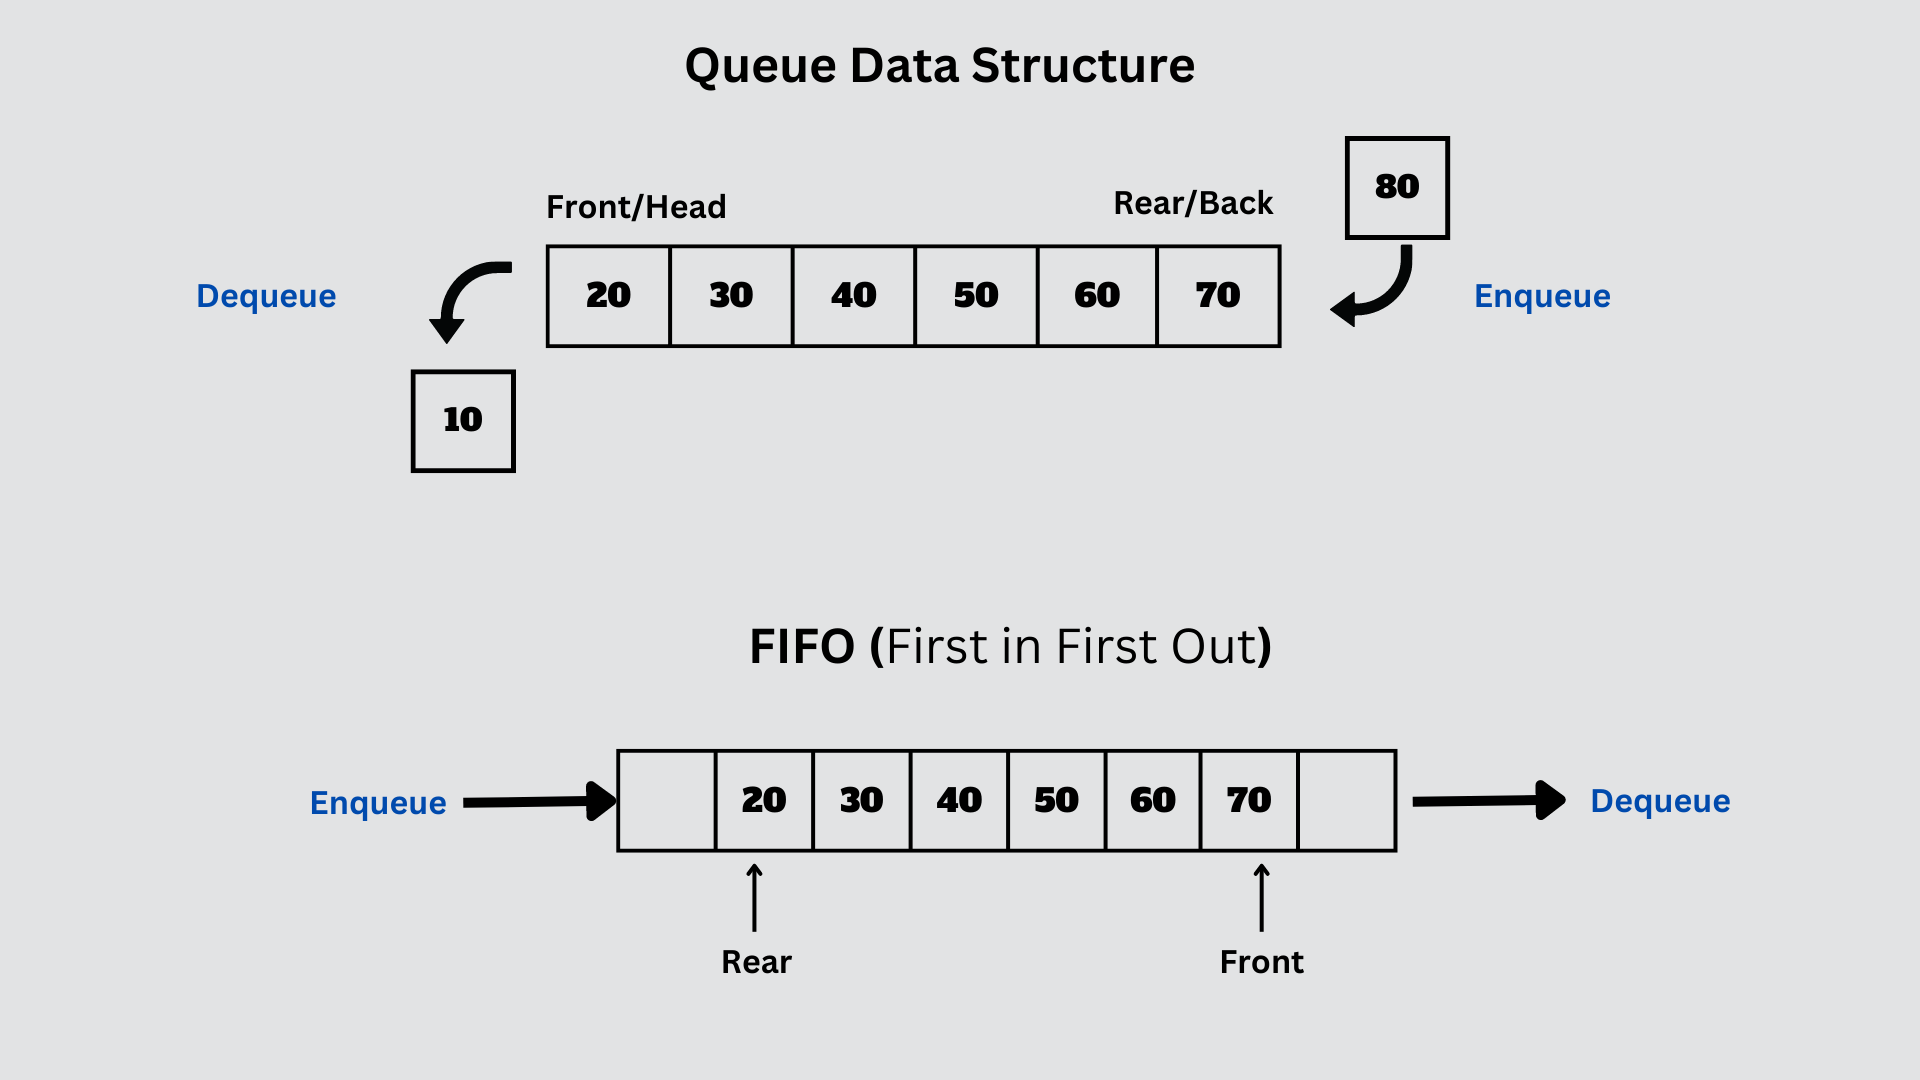 Queue Data Structure
80
Front/Head
Rear/Back
Dequeue
20 30 40 50 60 70
Enqueue
10
FIFO (First in First Out)
Enqueue
20 30 40 50 60 70
Dequeue
Rear
Front